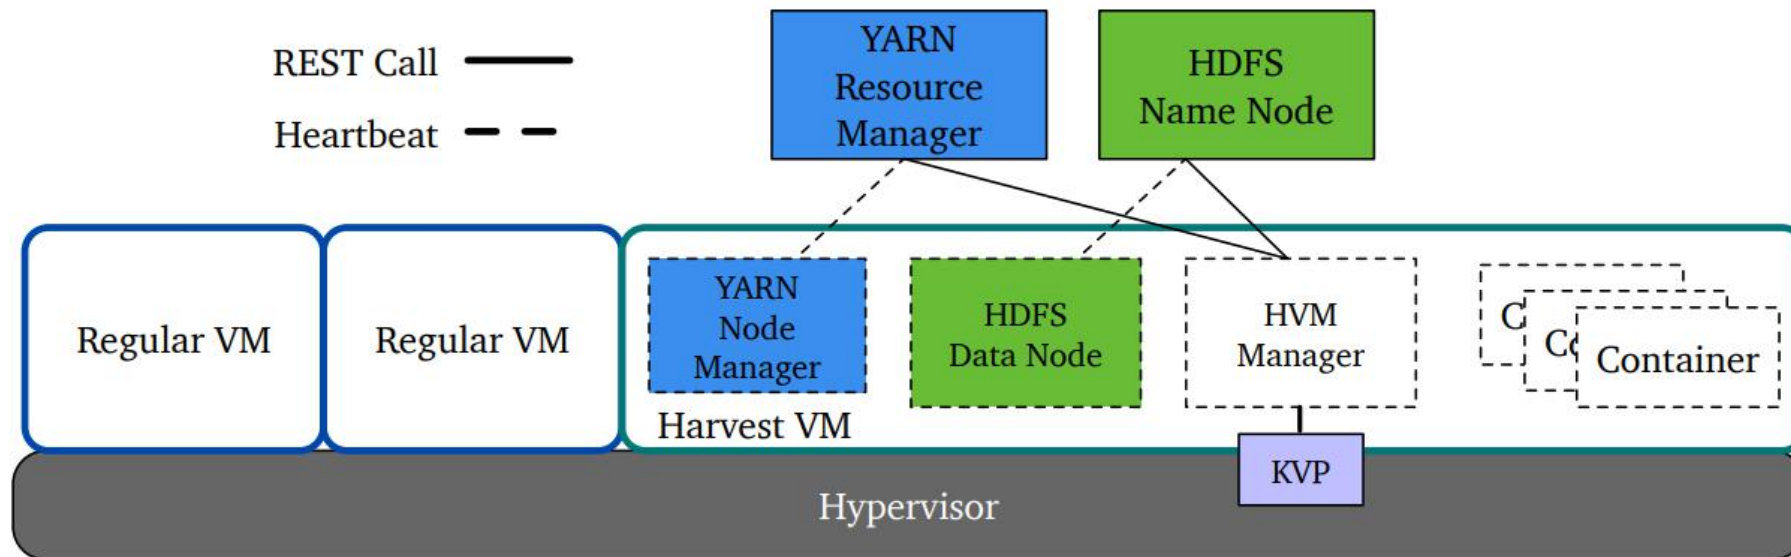 REST Call
Heartbeat
YARN
Resource
Manager
HDFS
Name Node
Regular VM
Regular VM
YARN
Node
Manager
Harvest VM
HDFS
Data Node
HVM
Manager
C
Co
Container
KVP
Hypervisor